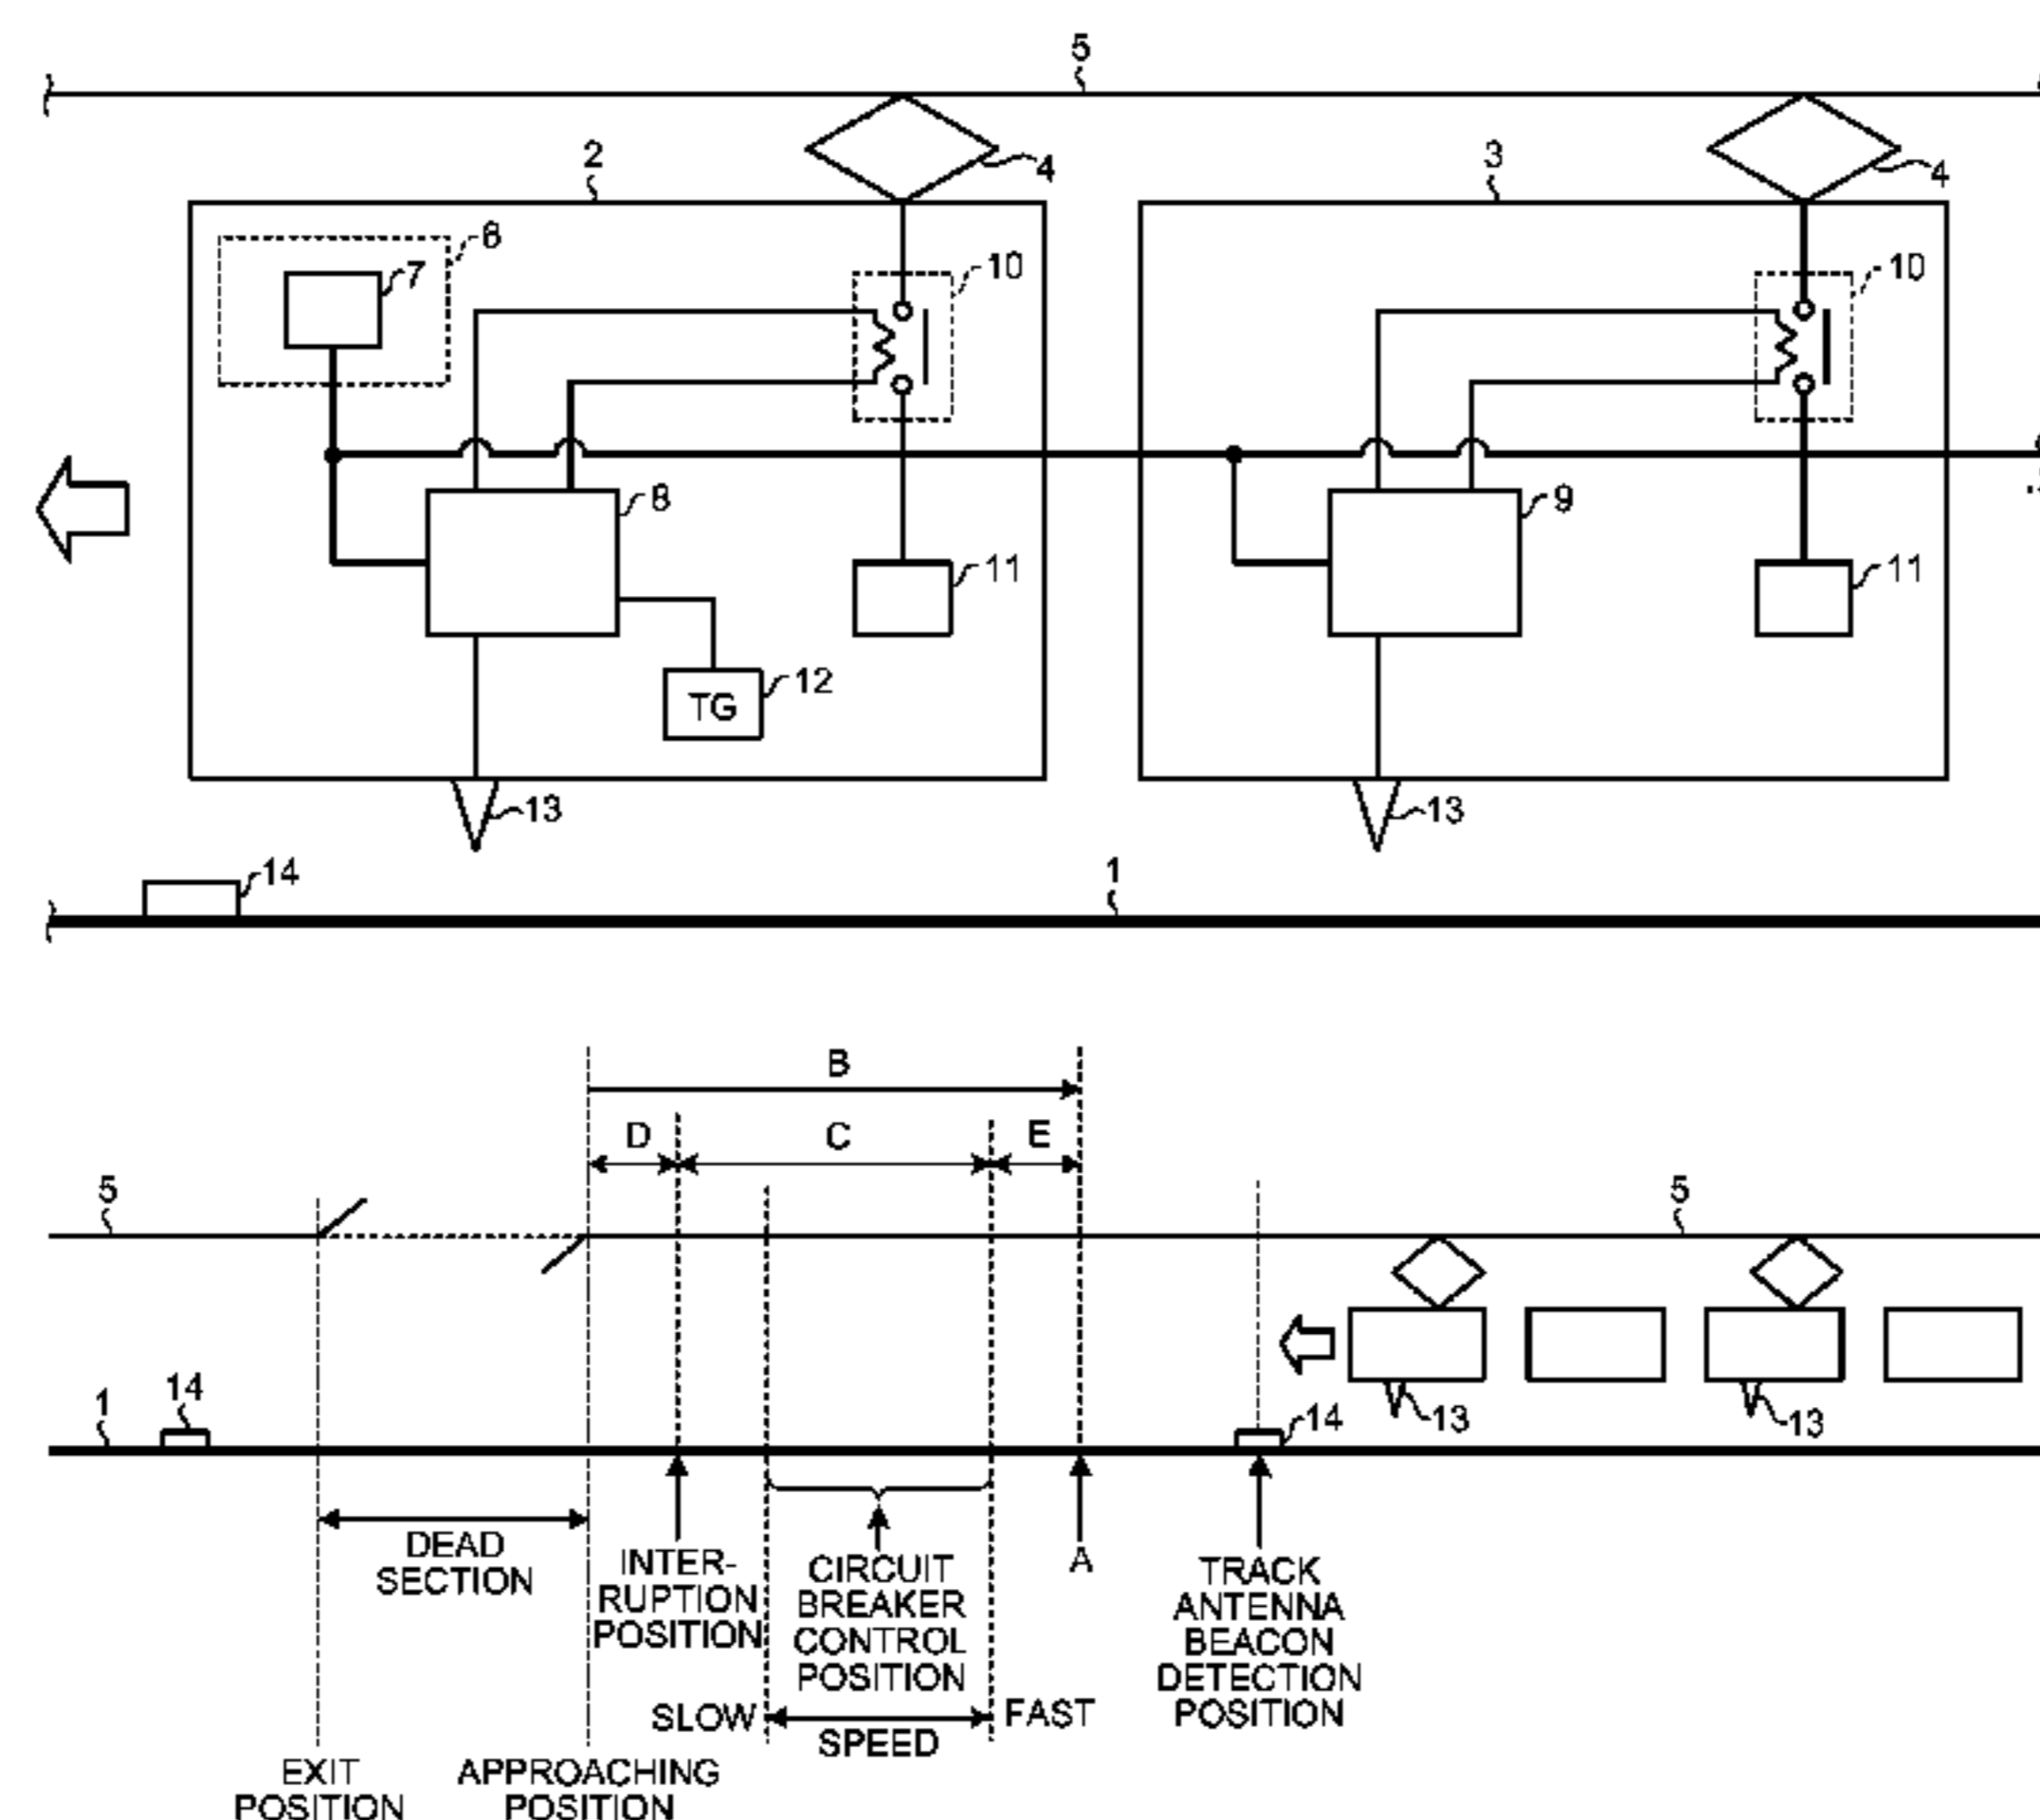 5
2
3
4
4
6
7
10
10
8
9
11
11
12
TG
13
13
14
1
B
D
C
E
5
5
14
1
13
13
14
DEAD
SECTION
INTER-
RUPTION
POSITION
CIRCUIT
BREAKER
CONTROL
POSITION
A
TRACK
ANTENNA
BEACON
DETECTION
POSITION
SLOW
FAST
SPEED
EXIT
POSITION
APPROACHING
POSITION